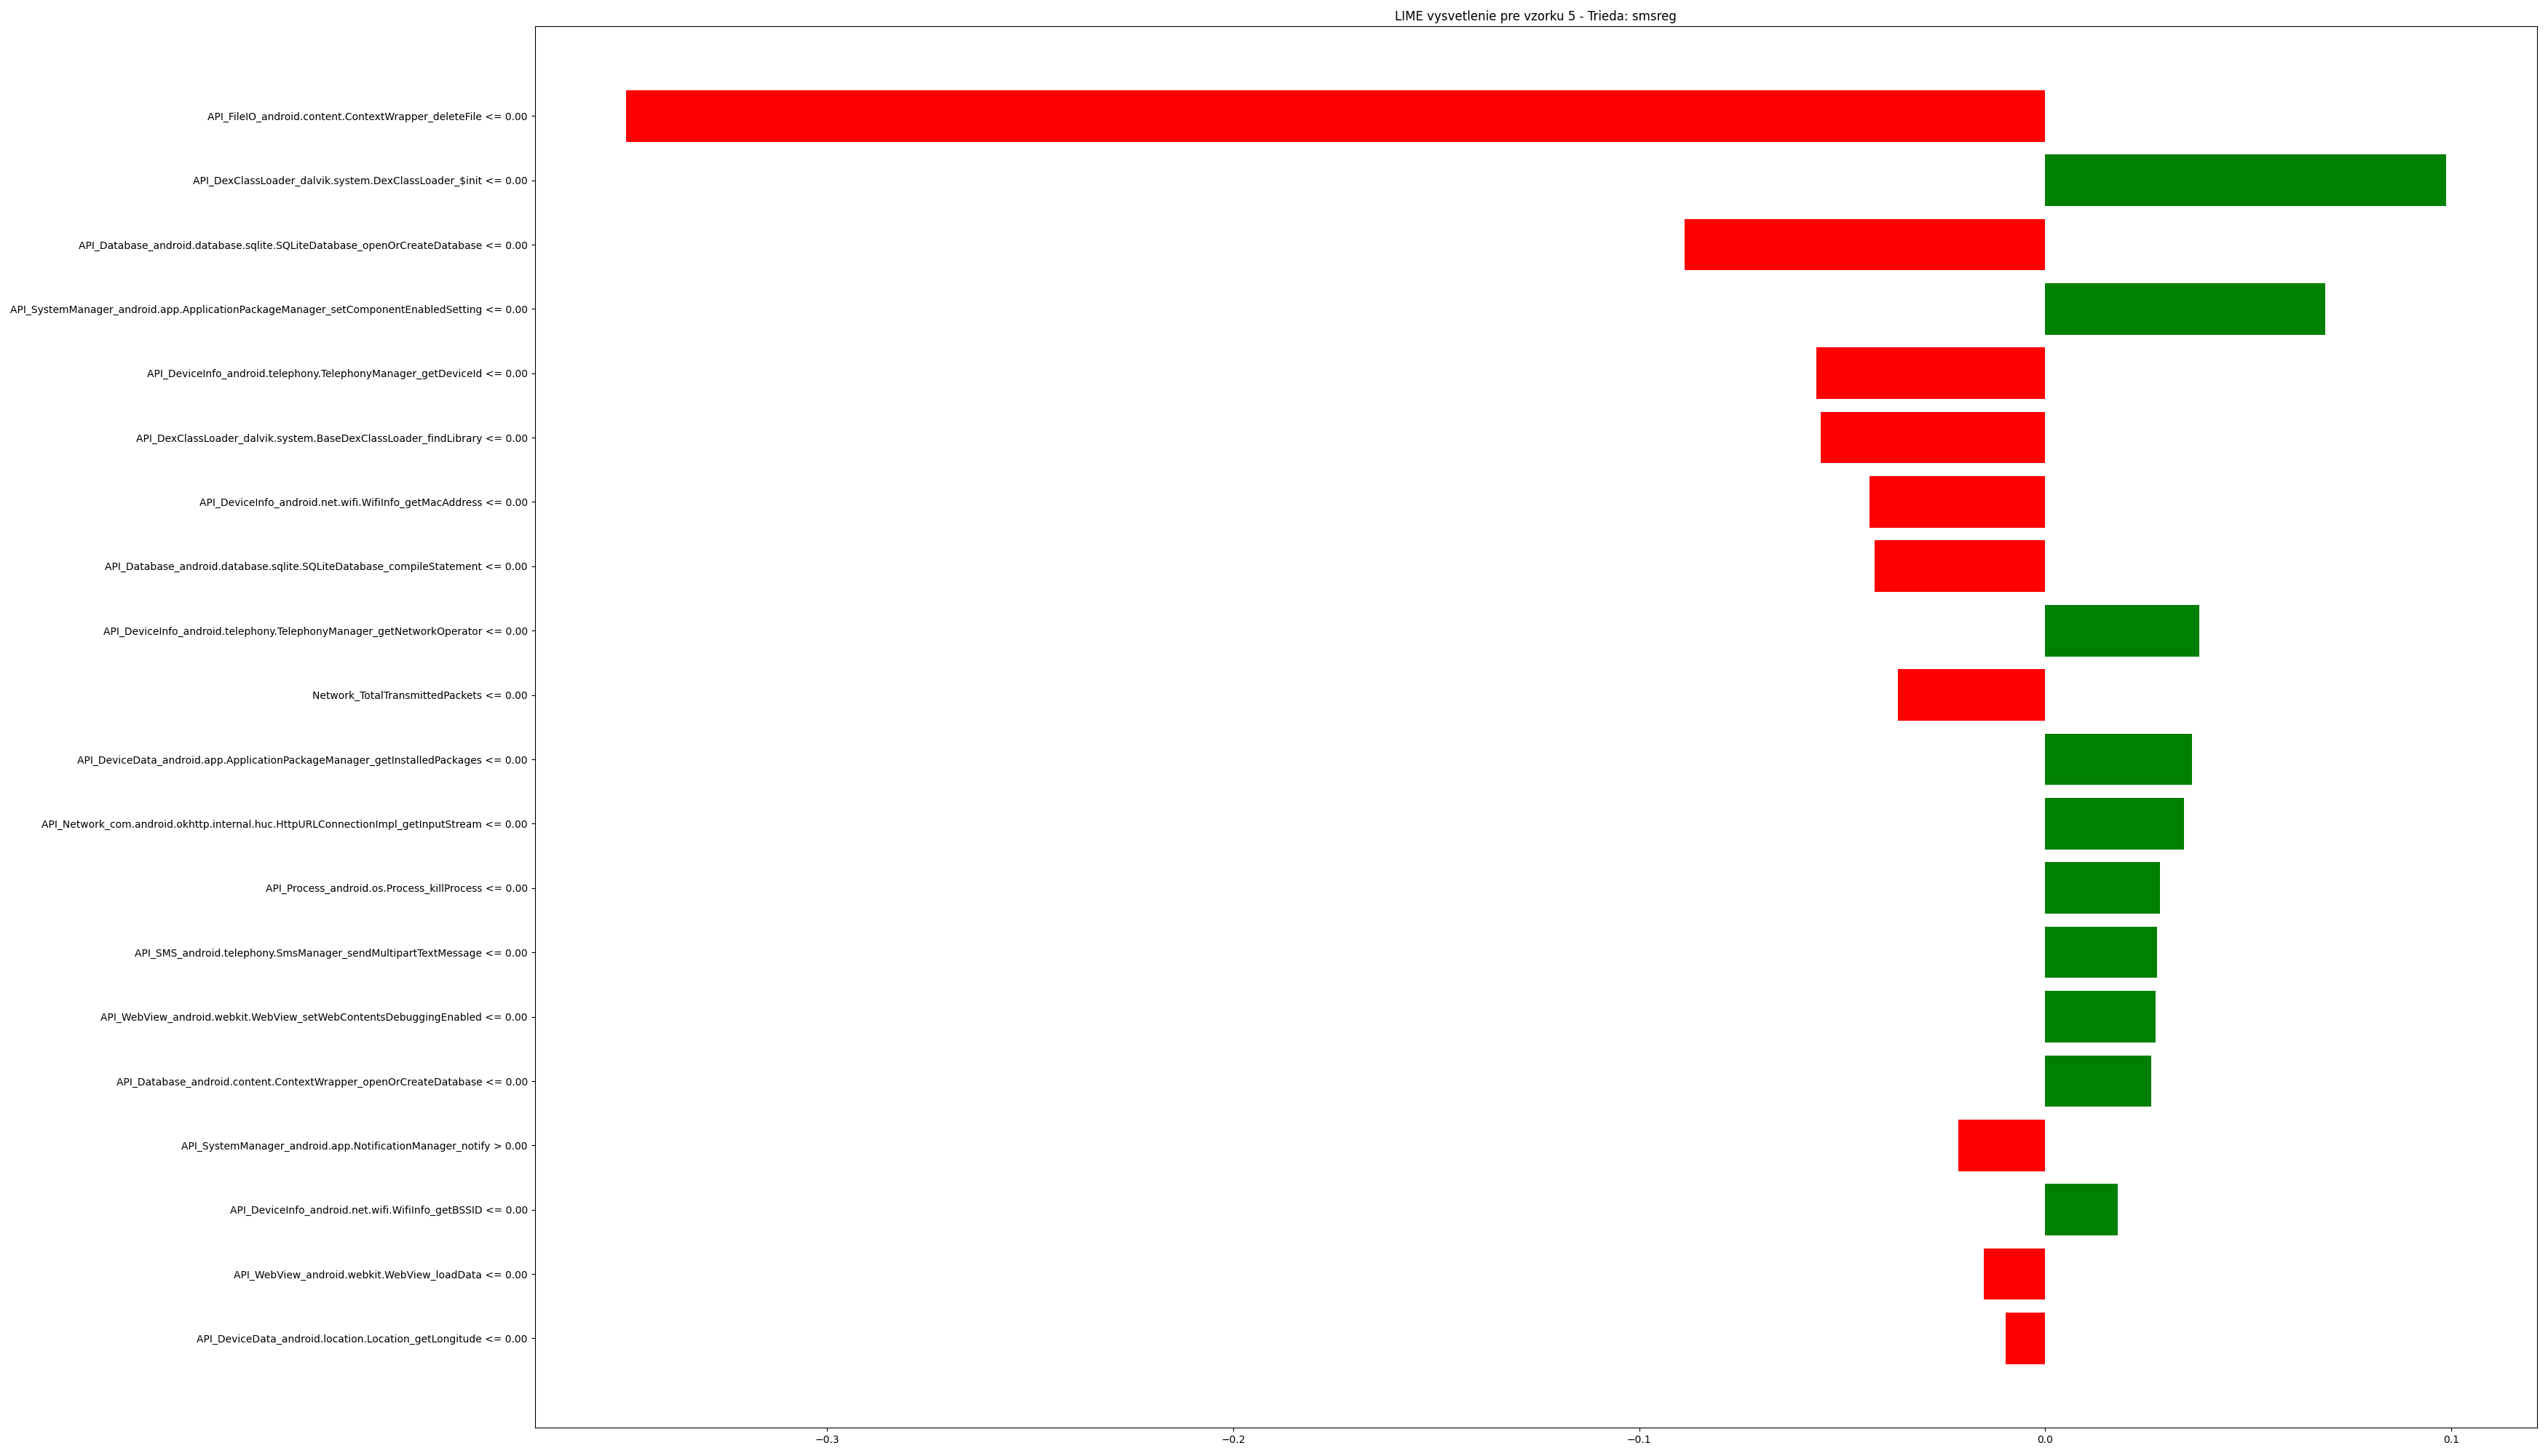 LIME vysvetlenie pre vzorku 5 - Trieda: smsreg
API_FileIO_android.content.ContextWrapper_deleteFile <= 0.00
API_DexClassLoader_dalvik.system.DexClassLoader_$init <= 0.00
API_Database_android.database.sqlite.SQLiteDatabase_openOrCreateDatabase <= 0.00
API_SystemManager_android.app.ApplicationPackageManager_setComponentEnabledSetting <= 0.00
API_DeviceInfo_android.telephony.TelephonyManager_getDeviceId <= 0.00
API_DexClassLoader_dalvik.system.BaseDexClassLoader_findLibrary <= 0.00
API_DeviceInfo_android.net.wifi.WifiInfo_getMacAddress <= 0.00
API_Database_android.database.sqlite.SQLiteDatabase_compileStatement <= 0.00
API_DeviceInfo_android.telephony.TelephonyManager_getNetworkOperator <= 0.00
Network_TotalTransmittedPackets <= 0.00
API_DeviceData_android.app.ApplicationPackageManager_getInstalledPackages <= 0.00
API_Network_com.android.okhttp.internal.huc.HttpURLConnectionImpl_getInputStream <= 0.00
API_Process_android.os.Process_killProcess <= 0.00
API_SMS_android.telephony.SmsManager_sendMultipartTextMessage <= 0.00
API_WebView_android.webkit.WebView_setWebContentsDebuggingEnabled <= 0.00
API_Database_android.content.ContextWrapper_openOrCreateDatabase <= 0.00
API_SystemManager_android.app.NotificationManager_notify > 0.00
API_DeviceInfo_android.net.wifi.WifiInfo_getBSSID <= 0.00
API_WebView_android.webkit.WebView_loadData <= 0.00
API_DeviceData_android.location.Location_getLongitude <= 0.00
−0.3 −0.2 −0.1 0.0 0.1